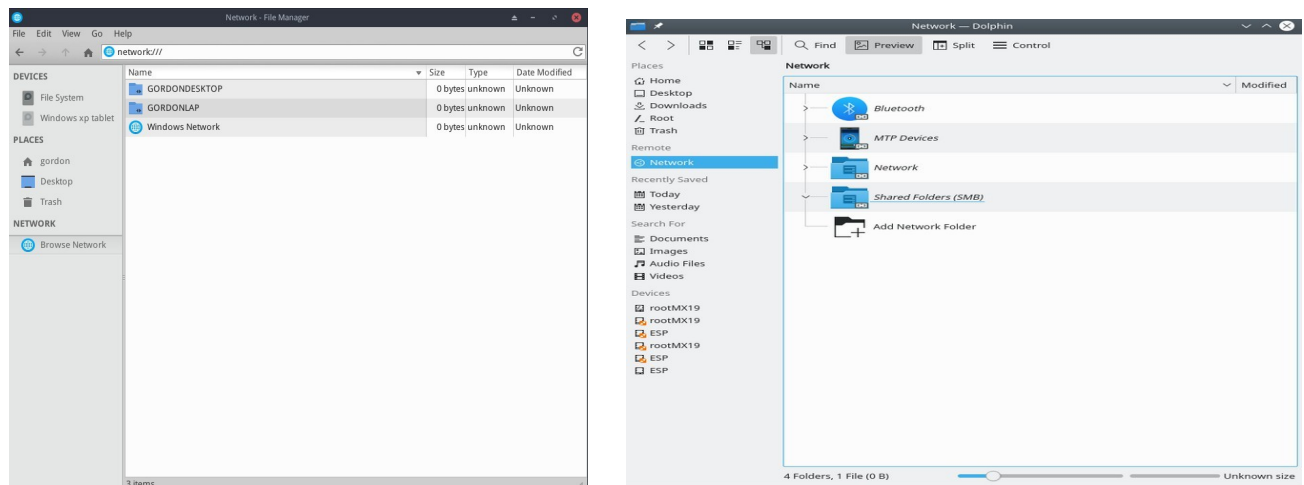 Network - File Manager
File Edit View Go Help
network:///
DEVICES
File System
Windows xp tablet
PLACES
gordon
Desktop
Trash
NETWORK
Browse Network
Name Size Type Date Modified
GORDONDESKTOP 0 bytes unknown Unknown
GORDONLAP 0 bytes unknown Unknown
Windows Network 0 bytes unknown Unknown
3 items
Network — Dolphin
Find Preview Split Control
Places
Home
Desktop
Downloads
Root
Trash
Remote
Network
Recently Saved
Today
Yesterday
Search For
Documents
Images
Audio Files
Videos
Devices
rootMX19
rootMX19
ESP
rootMX19
ESP
ESP
Network
Name Modified
Bluetooth
MTP Devices
Network
Shared Folders (SMB)
Add Network Folder
4 Folders, 1 File (0 B) Unknown size